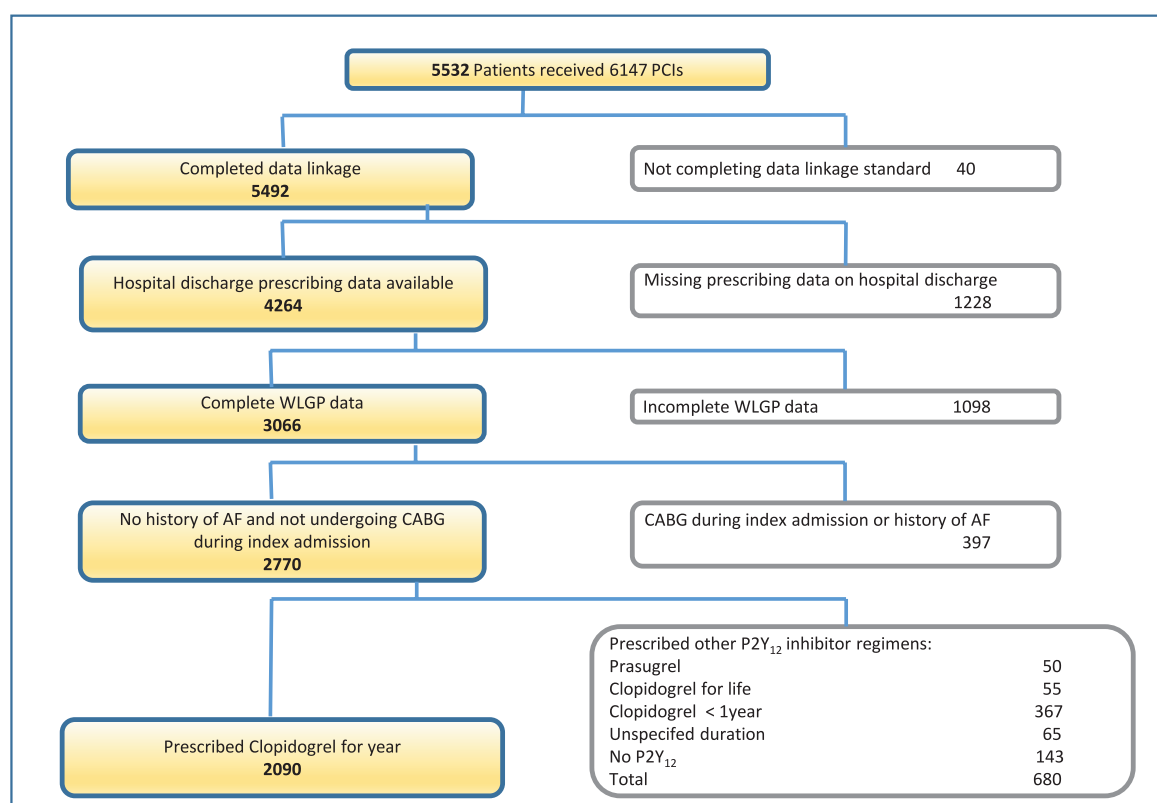 5532 Patients received 6147 PCIs
Completed data linkage
5492
Not completing data linkage standard 40
Hospital discharge prescribing data available
4264
Missing prescribing data on hospital discharge
1228
Complete WLGP data
3066
Incomplete WLGP data 1098
No history of AF and not undergoing CABG
during index admission
2770
CABG during index admission or history of AF
397
Prescribed Clopidogrel for year
2090
Prescribed other P2Y₁₂ inhibitor regimens:
Prasugrel 50
Clopidogrel for life 55
Clopidogrel < 1year 367
Unspecifed duration 65
No P2Y₁₂ 143
Total 680